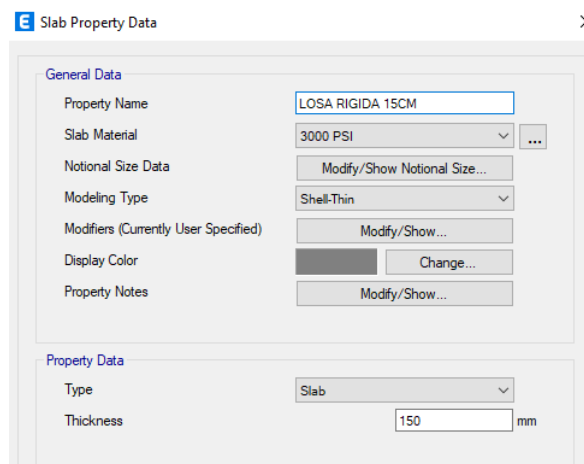 E Slab Property Data
General Data
Property Name LOSA RIGIDA 15CM
Slab Material 3000 PSI ...
Notional Size Data Modify/Show Notional Size...
Modeling Type Shell-Thin
Modifiers (Currently User Specified) Modify/Show...
Display Color Change...
Property Notes Modify/Show...
Property Data
Type Slab
Thickness 150 mm